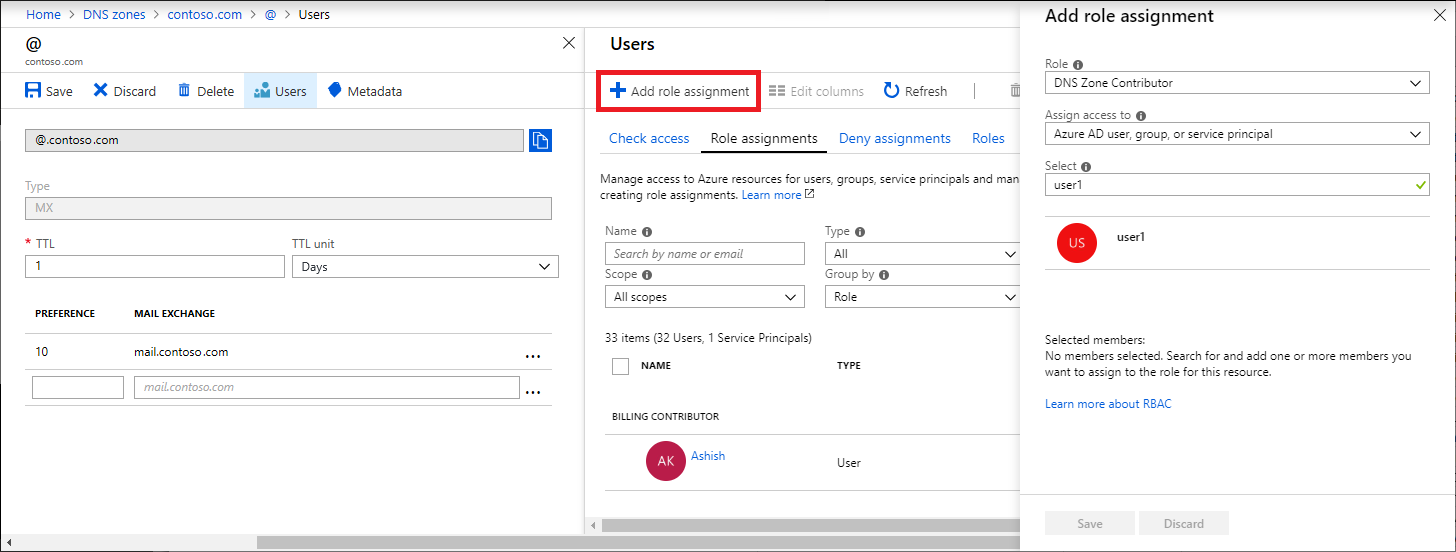 Home > DNS zones > contoso.com > @ > Users
@
contoso.com
Save Discard Delete Users Metadata
@.contoso.com
Type
MX
* TTL
TTL unit
1
Days
PREFERENCE MAIL EXCHANGE
10 mail.contoso.com ...
mail.contoso.com ...
Users
Add role assignment Edit columns Refresh
Check access Role assignments Deny assignments Roles
Manage access to Azure resources for users, groups, service principals and man
creating role assignments. Learn more
Name
Type
Search by name or email
All
Scope
Group by
All scopes
Role
33 items (32 Users, 1 Service Principals)
NAME TYPE
BILLING CONTRIBUTOR
AK Ashish User
Add role assignment
Role
DNS Zone Contributor
Assign access to
Azure AD user, group, or service principal
Select
user1
US user1
Selected members:
No members selected. Search for and add one or more members you
want to assign to the role for this resource.
Learn more about RBAC
Save Discard